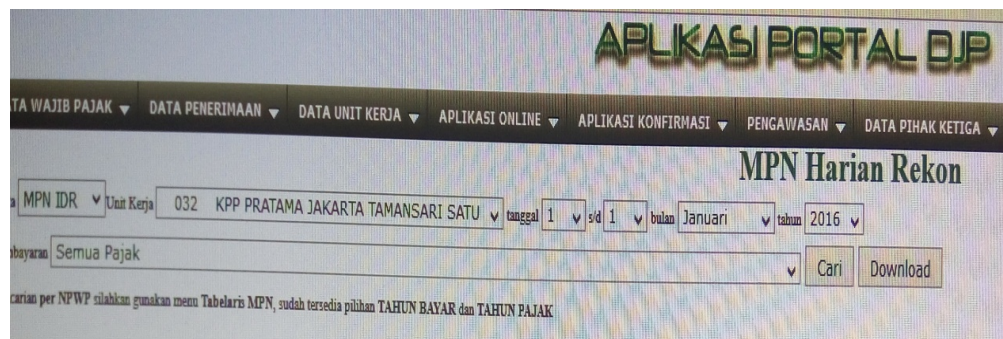 APLIKASI PORTAL DJP
TA WAJIB PAJAK DATA PENERIMAAN DATA UNIT KERJA APLIKASI ONLINE APLIKASI KONFIRMASI PENGAWASAN DATA PIHAK KETIGA
MPN Harian Rekon
a MPN IDR Unit Kerja 032 KPP PRATAMA JAKARTA TAMANSARI SATU tanggal 1 s/d 1 bulan Januari tahun 2016
bayaran Semua Pajak Cari Download
carian per NPWP silahkan gunakan menu Tabelaris MPN, sudah tersedia pilihan TAHUN BAYAR dan TAHUN PAJAK